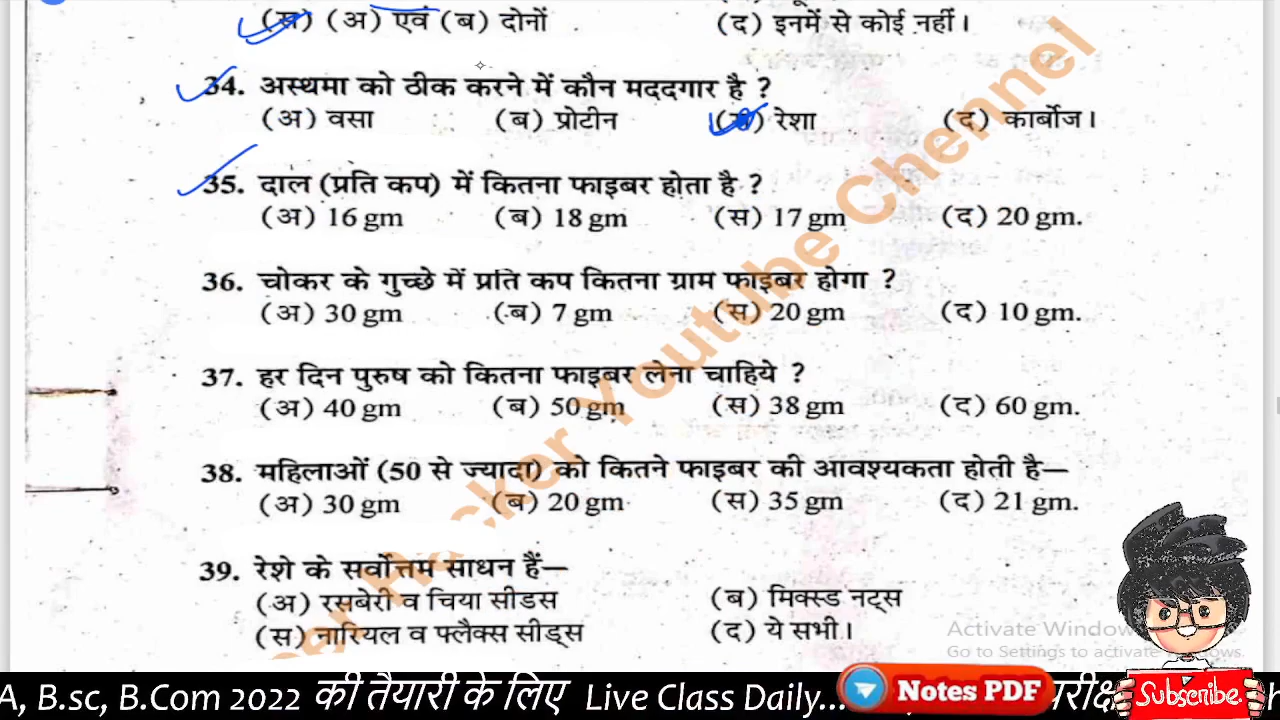 (स) (अ) एवं (ब) दोनों (द) इनमें से कोई नहीं।
34. अस्थमा को ठीक करने में कौन मददगार है ?
(अ) वसा (ब) प्रोटीन (स) रेशा (द) कार्बोज।
35. दाल (प्रति कप) में कितना फाइबर होता है ?
(अ) 16 gm (ब) 18 gm (स) 17 gm (द) 20 gm.
36. चोकर के गुच्छे में प्रति कप कितना ग्राम फाइबर होगा ?
(अ) 30 gm (ब) 7 gm (स) 20 gm (द) 10 gm.
37. हर दिन पुरुष को कितना फाइबर लेना चाहिये ?
(अ) 40 gm (ब) 50 gm (स) 38 gm (द) 60 gm.
38. महिलाओं (50 से ज्यादा) को कितने फाइबर की आवश्यकता होती है—
(अ) 30 gm (ब) 20 gm (स) 35 gm (द) 21 gm.
39. रेशे के सर्वोत्तम साधन हैं—
(अ) रसबेरी व चिया सीडस (ब) मिक्स्ड नट्स
(स) नारियल व फ्लैक्स सीड्स (द) ये सभी।
Youtube Chennel
Activate Windows
Go to Settings to activate Windows.
A, B.sc, B.Com 2022 की तैयारी के लिए Live Class Daily... Notes PDF Subscribe